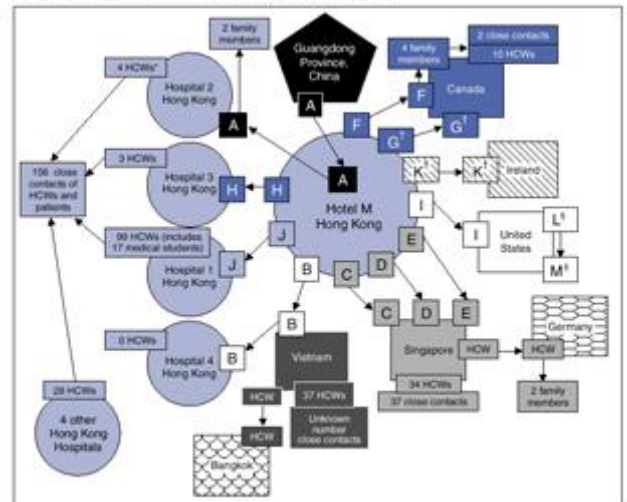 2 family
members
Guangdong
Province,
China
A
4 family
members
2 close contacts
10 HCWs
Canada
F
F
G†
G†
4 HCWs*
Hospital 2
Hong Kong
A
A
3 HCWs
Hospital 3
Hong Kong
H
H
Hotel M
Hong Kong
K†
K†
Ireland
I
I
United
States
L§
M§
156 close
contacts of
HCWs and
patients
99 HCWs (includes
17 medical students)
Hospital 1
Hong Kong
J
J
B
C
D
E
0 HCWs
Hospital 4
Hong Kong
B
B
Vietnam
HCW
HCW
Bangkok
37 HCWs
Unknown
number
close contacts
C
D
E
Singapore
HCW
34 HCWs
37 close contacts
Germany
HCW
2 family
members
28 HCWs
4 other
Hong Kong
Hospitals